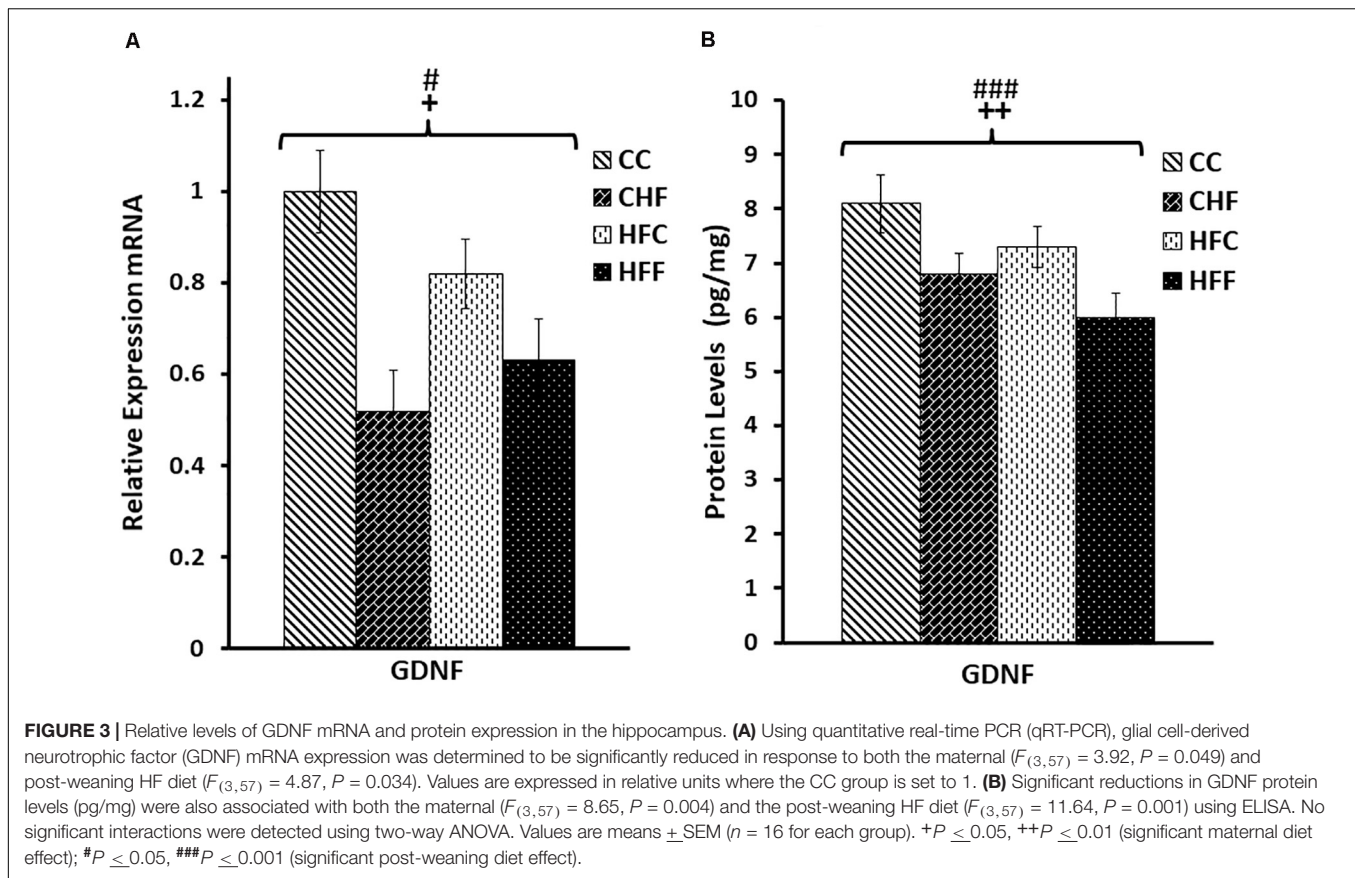 A
#
+
1.2
1
0.8
0.6
0.4
0.2
0
Relative Expression mRNA
GDNF
CC
CHF
HFC
HFF
B
###
++
10
9
8
7
6
5
4
3
2
1
0
Protein Levels (pg/mg)
GDNF
CC
CHF
HFC
HFF
FIGURE 3 | Relative levels of GDNF mRNA and protein expression in the hippocampus. (A) Using quantitative real-time PCR (qRT-PCR), glial cell-derived
neurotrophic factor (GDNF) mRNA expression was determined to be significantly reduced in response to both the maternal (F(3,57) = 3.92, P = 0.049) and
post-weaning HF diet (F(3,57) = 4.87, P = 0.034). Values are expressed in relative units where the CC group is set to 1. (B) Significant reductions in GDNF protein
levels (pg/mg) were also associated with both the maternal (F(3,57) = 8.65, P = 0.004) and the post-weaning HF diet (F(3,57) = 11.64, P = 0.001) using ELISA. No
significant interactions were detected using two-way ANOVA. Values are means ± SEM (n = 16 for each group). +P ≤ 0.05, ++P ≤ 0.01 (significant maternal diet
effect); #P ≤ 0.05, ###P ≤ 0.001 (significant post-weaning diet effect).